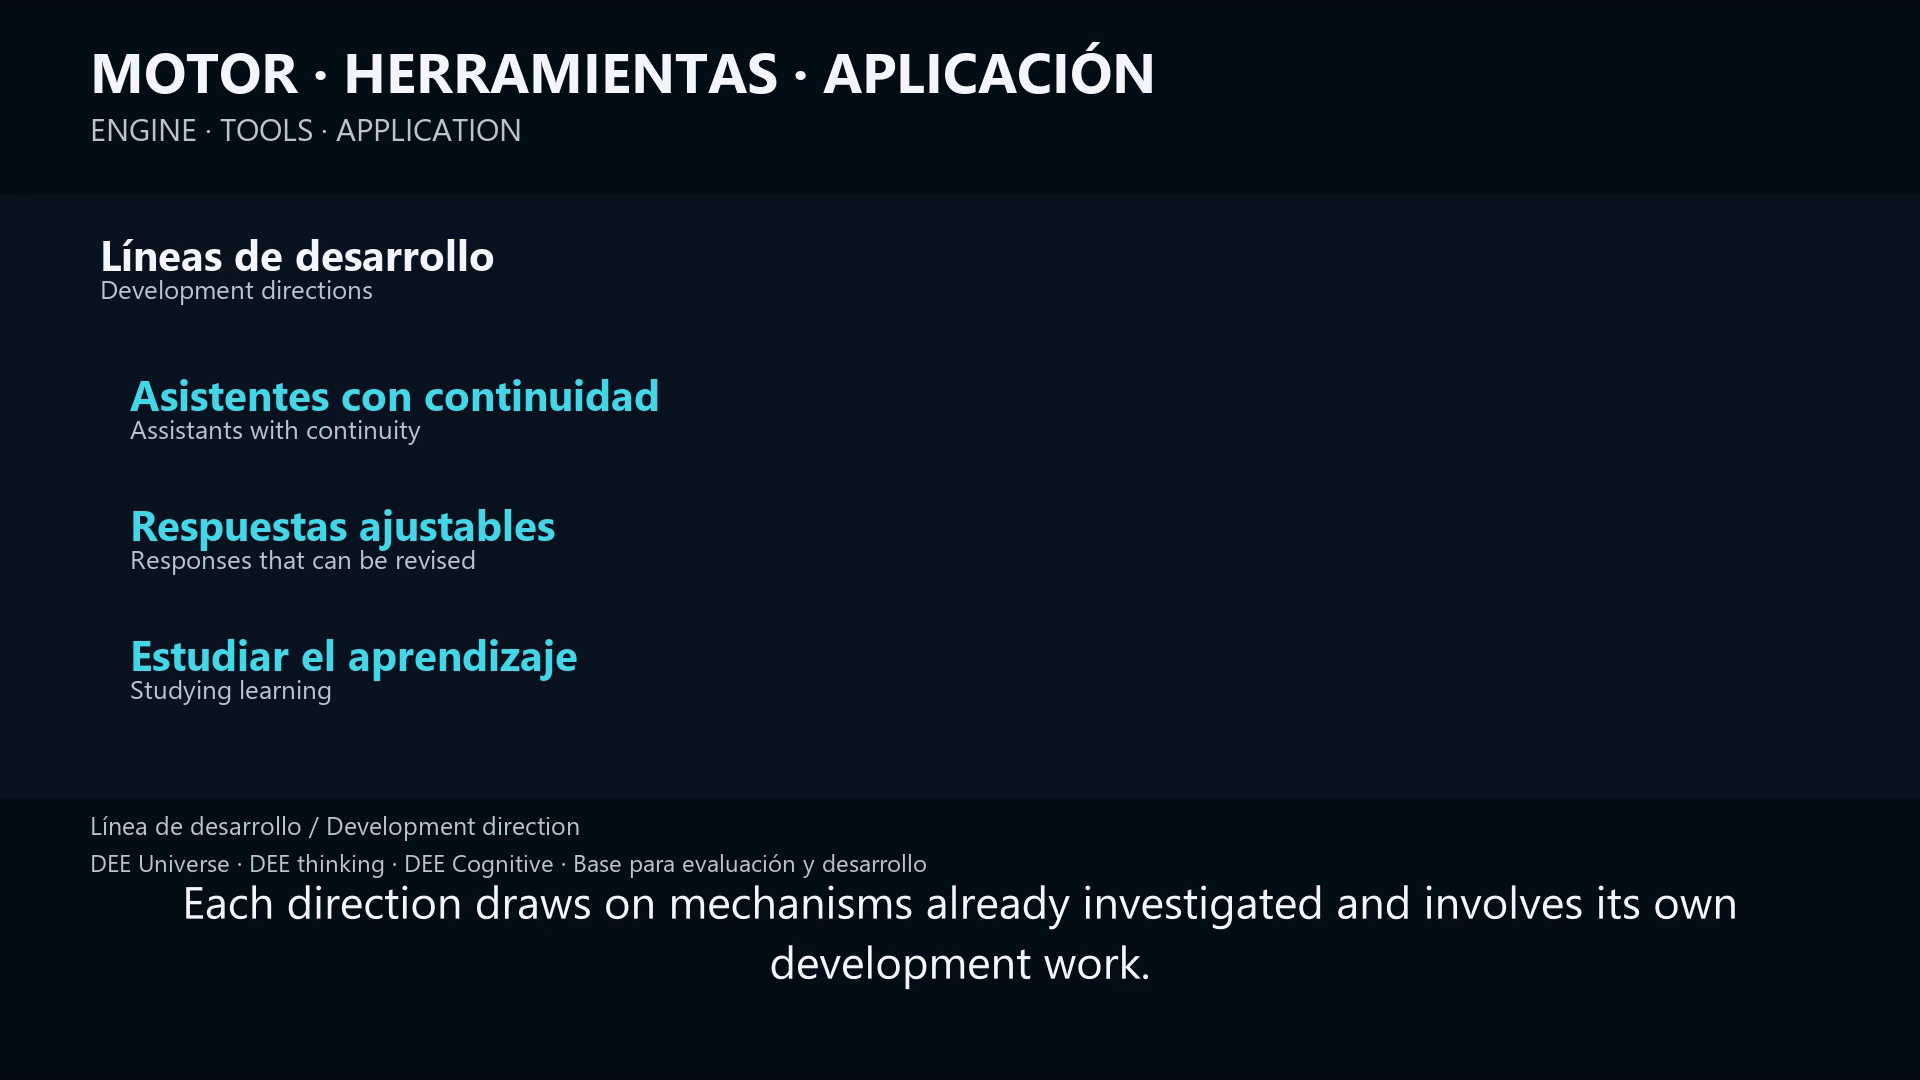 MOTOR · HERRAMIENTAS · APLICACIÓN
ENGINE · TOOLS · APPLICATION
Líneas de desarrollo
Development directions
Asistentes con continuidad
Assistants with continuity
Respuestas ajustables
Responses that can be revised
Estudiar el aprendizaje
Studying learning
Línea de desarrollo / Development direction
DEE Universe · DEE thinking · DEE Cognitive · Base para evaluación y desarrollo
Each direction draws on mechanisms already investigated and involves its own
development work.